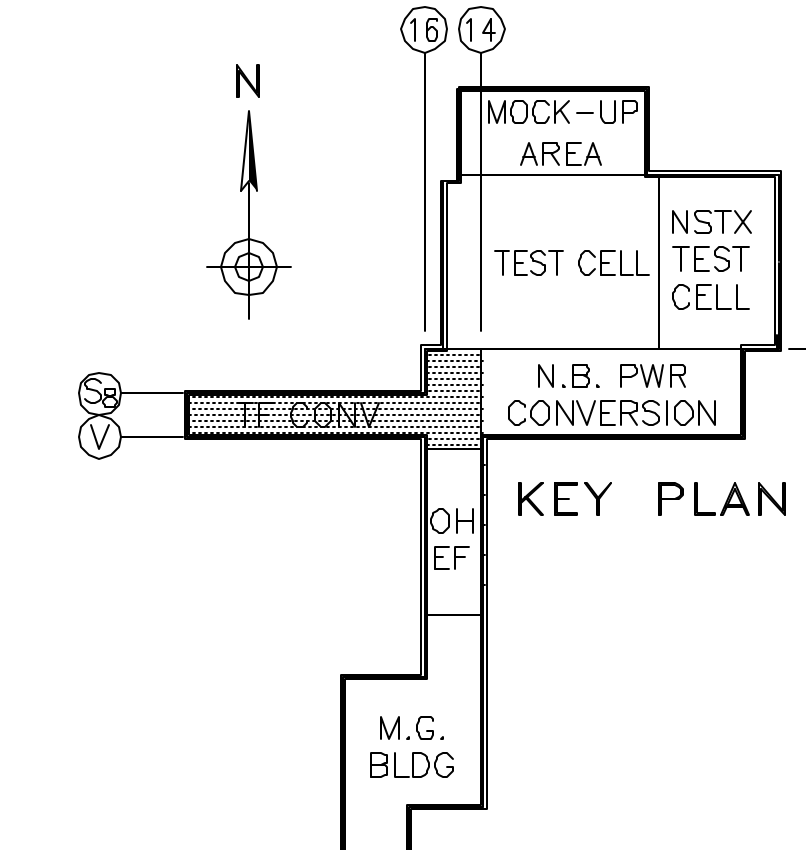 16 14
N
MOCK-UP
AREA
NSTX
TEST
CELL
TEST CELL
N.B. PWR
CONVERSION
S8
TF CONV
V
KEY PLAN
OH
EF
M.G.
BLDG